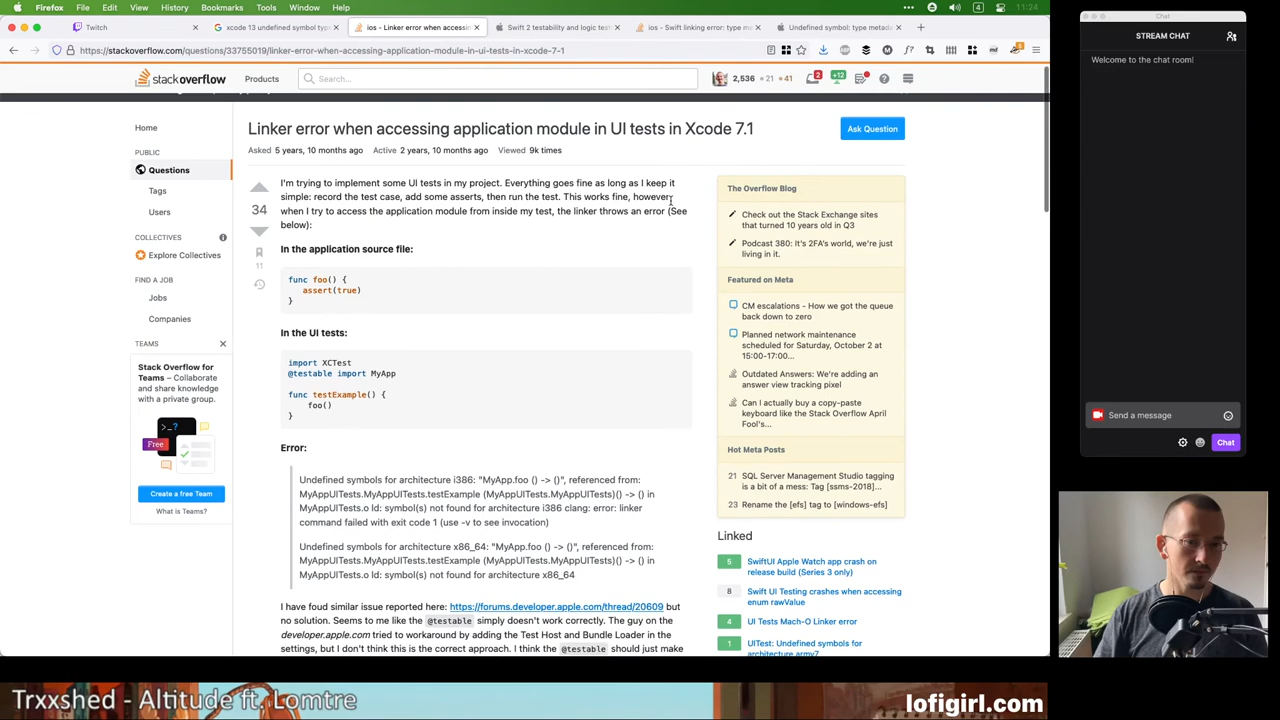 Firefox File Edit View History Bookmarks Tools Window Help
4
11:24
Twitch
xcode 13 undefined symbol type
ios - Linker error when accessin
Swift 2 testability and logic test
ios - Swift linking error: type me
Undefined symbol: type metad
https://stackoverflow.com/questions/33755019/linker-error-when-accessing-application-module-in-ui-tests-in-xcode-7-1
stackoverflow
Products
Search...
2,536
21
41
2
+12
Home
PUBLIC
Questions
Tags
Users
COLLECTIVES
Explore Collectives
FIND A JOB
Jobs
Companies
TEAMS
Stack Overflow for
Teams – Collaborate
and share knowledge
with a private group.
>_?
Free
Create a free Team
What is Teams?
Linker error when accessing application module in UI tests in Xcode 7.1
Ask Question
Asked 5 years, 10 months ago Active 2 years, 10 months ago Viewed 9k times
34
11
I'm trying to implement some UI tests in my project. Everything goes fine as long as I keep it
simple: record the test case, add some asserts, then run the test. This works fine, however,
when I try to access the application module from inside my test, the linker throws an error (See
below):
In the application source file:
func foo() {
assert(true)
}
In the UI tests:
import XCTest
@testable import MyApp
func testExample() {
foo()
}
Error:
Undefined symbols for architecture i386: "MyApp.foo () -> ()", referenced from:
MyAppUITests.MyAppUITests.testExample (MyAppUITests.MyAppUITests)() -> () in
MyAppUITests.o ld: symbol(s) not found for architecture i386 clang: error: linker
command failed with exit code 1 (use -v to see invocation)
Undefined symbols for architecture x86_64: "MyApp.foo () -> ()", referenced from:
MyAppUITests.MyAppUITests.testExample (MyAppUITests.MyAppUITests)() -> () in
MyAppUITests.o ld: symbol(s) not found for architecture x86_64
I have foud similar issue reported here: https://forums.developer.apple.com/thread/20609 but
no solution. Seems to me like the @testable simply doesn't work correctly. The guy on the
developer.apple.com tried to workaround by adding the Test Host and Bundle Loader in the
settings, but I don't think this is the correct approach. I think the @testable should just make
The Overflow Blog
Check out the Stack Exchange sites
that turned 10 years old in Q3
Podcast 380: It's 2FA's world, we're just
living in it.
Featured on Meta
CM escalations - How we got the queue
back down to zero
Planned network maintenance
scheduled for Saturday, October 2 at
15:00-17:00...
Outdated Answers: We're adding an
answer view tracking pixel
Can I actually buy a copy-paste
keyboard like the Stack Overflow April
Fool's...
Hot Meta Posts
21 SQL Server Management Studio tagging
is a bit of a mess: Tag [ssms-2018]...
23 Rename the [efs] tag to [windows-efs]
Linked
5 SwiftUI Apple Watch app crash on
release build (Series 3 only)
8 Swift UI Testing crashes when accessing
enum rawValue
4 UI Tests Mach-O Linker error
1 UITest: Undefined symbols for
architecture army7
Chat
STREAM CHAT
Welcome to the chat room!
Send a message
Chat
Trxxshed - Altitude ft. Lomtre
lofigirl.com